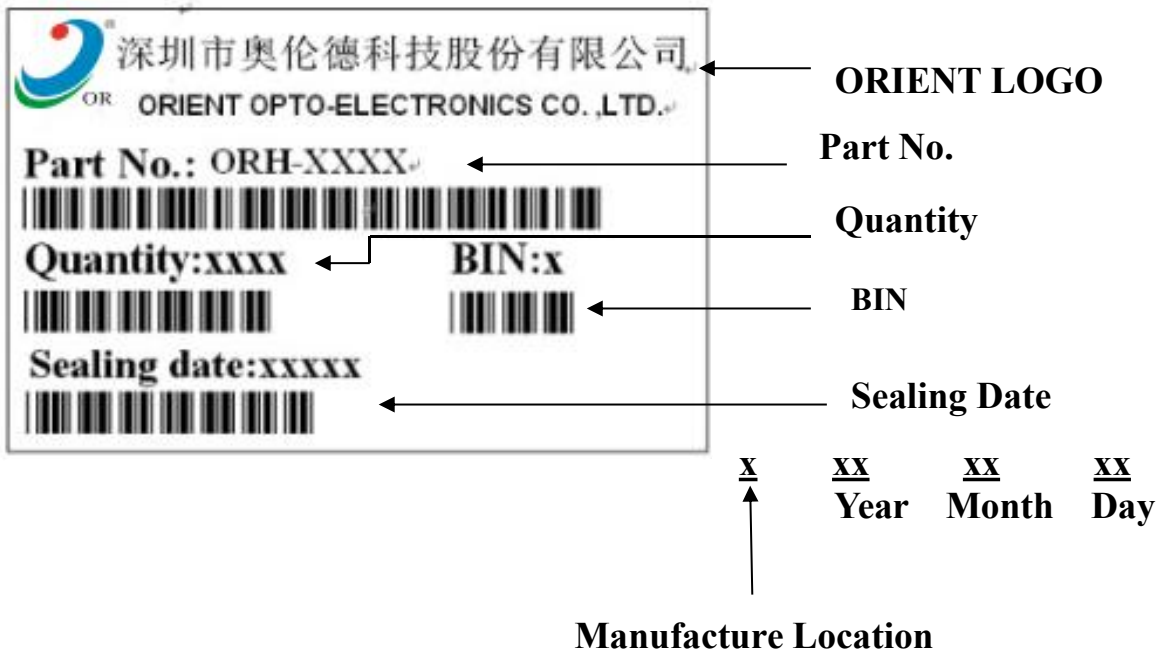 深圳市奥伦德科技股份有限公司
OR
ORIENT OPTO-ELECTRONICS CO.,LTD.
ORIENT LOGO
Part No.: ORH-XXXX
Part No.
Quantity
Quantity:xxxx
BIN:x
BIN
Sealing date:xxxxx
Sealing Date
x xx xx xx
Year Month Day
Manufacture Location